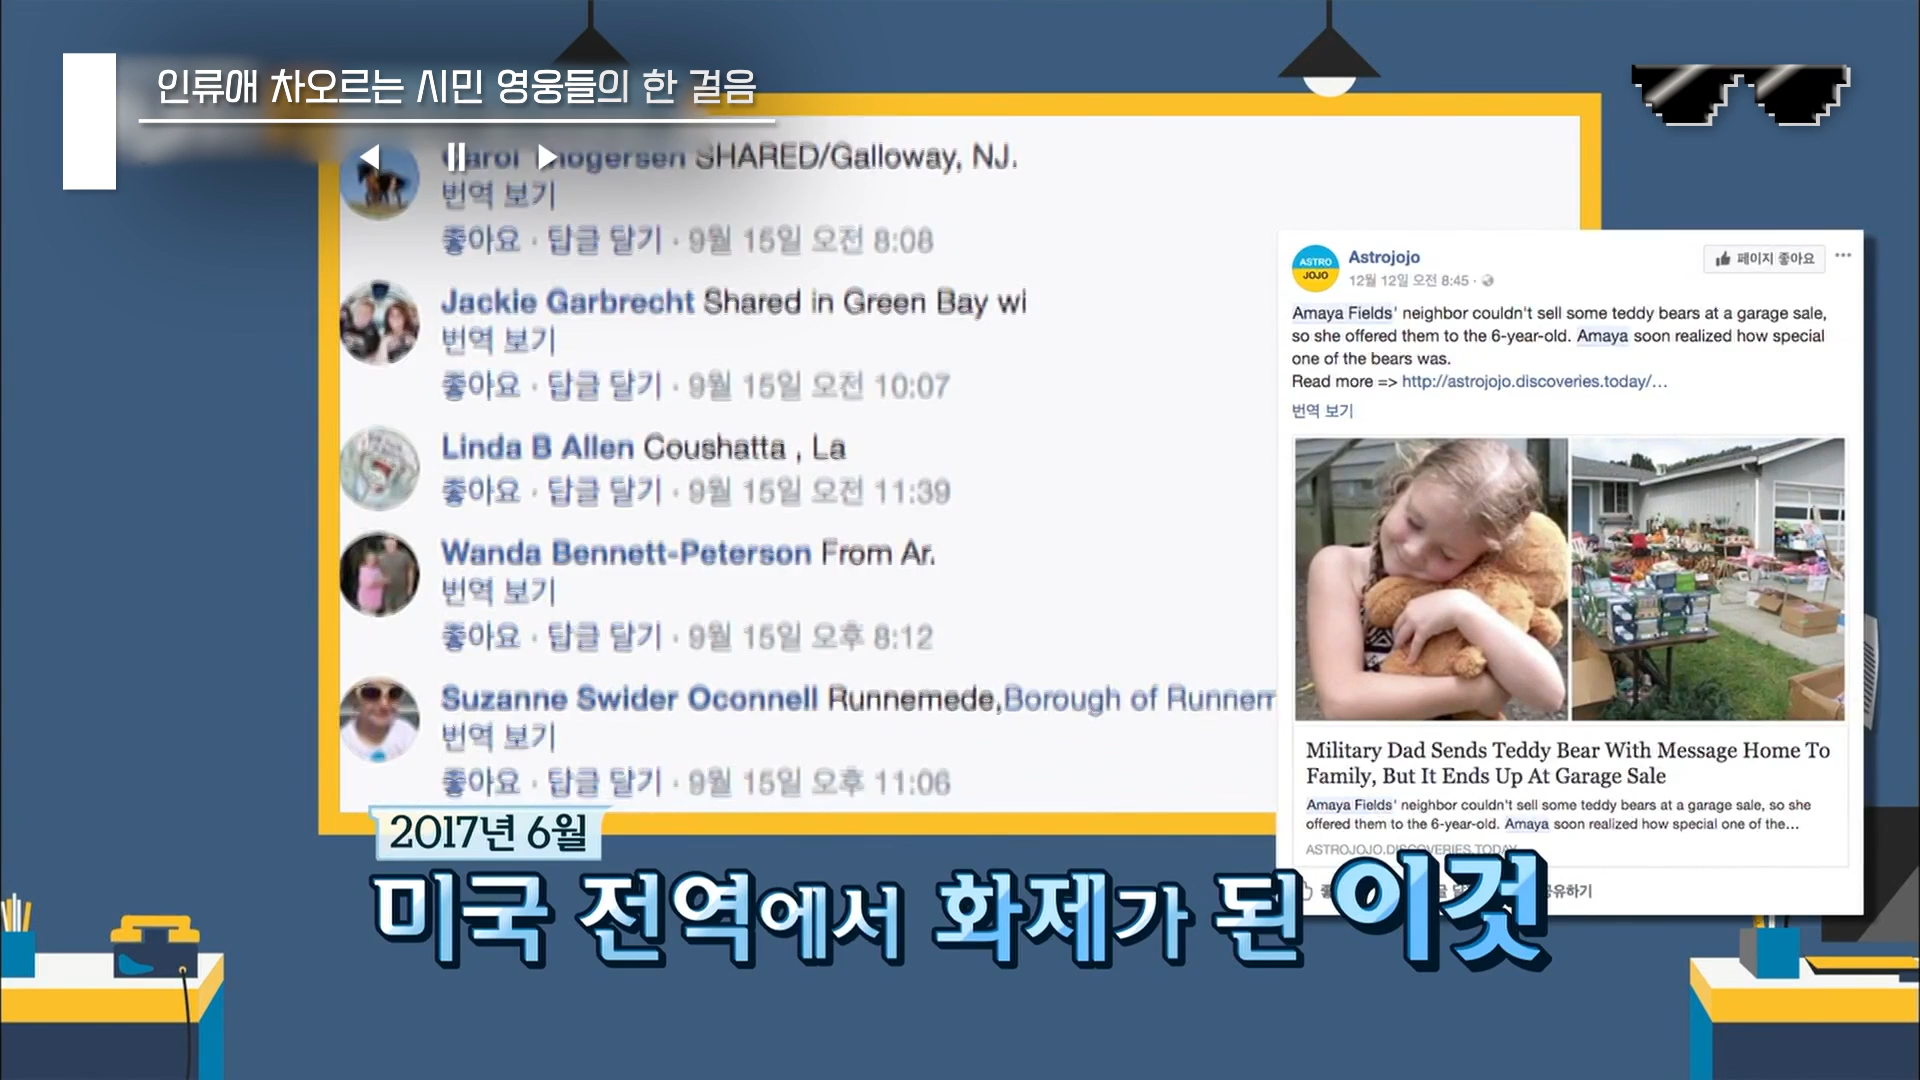 인류애 차오르는 시민 영웅들의 한 걸음
SHARED/Galloway, NJ.
번역 보기
좋아요 · 답글 달기 · 9월 15일 오전 8:08
Jackie Garbrecht Shared in Green Bay wi
번역 보기
좋아요 · 답글 달기 · 9월 15일 오전 10:07
Linda B Allen Coushatta , La
좋아요 · 답글 달기 · 9월 15일 오전 11:39
Wanda Bennett-Peterson From Ar.
번역 보기
좋아요 · 답글 달기 · 9월 15일 오후 8:12
Suzanne Swider Oconnell Runnemede,Borough of Runnem
번역 보기
좋아요 · 답글 달기 · 9월 15일 오후 11:06
ASTRO
JOJO
Astrojojo
12월 12일 오전 8:45 ·
페이지 좋아요
Amaya Fields' neighbor couldn't sell some teddy bears at a garage sale,
so she offered them to the 6-year-old. Amaya soon realized how special
one of the bears was.
Read more => http://astrojojo.discoveries.today/...
번역 보기
Military Dad Sends Teddy Bear With Message Home To
Family, But It Ends Up At Garage Sale
Amaya Fields' neighbor couldn't sell some teddy bears at a garage sale, so she
offered them to the 6-year-old. Amaya soon realized how special one of the...
ASTROJOJO.DISCOVERIES.TODAY
공유하기
2017년 6월
미국 전역에서 화제가 된 이것